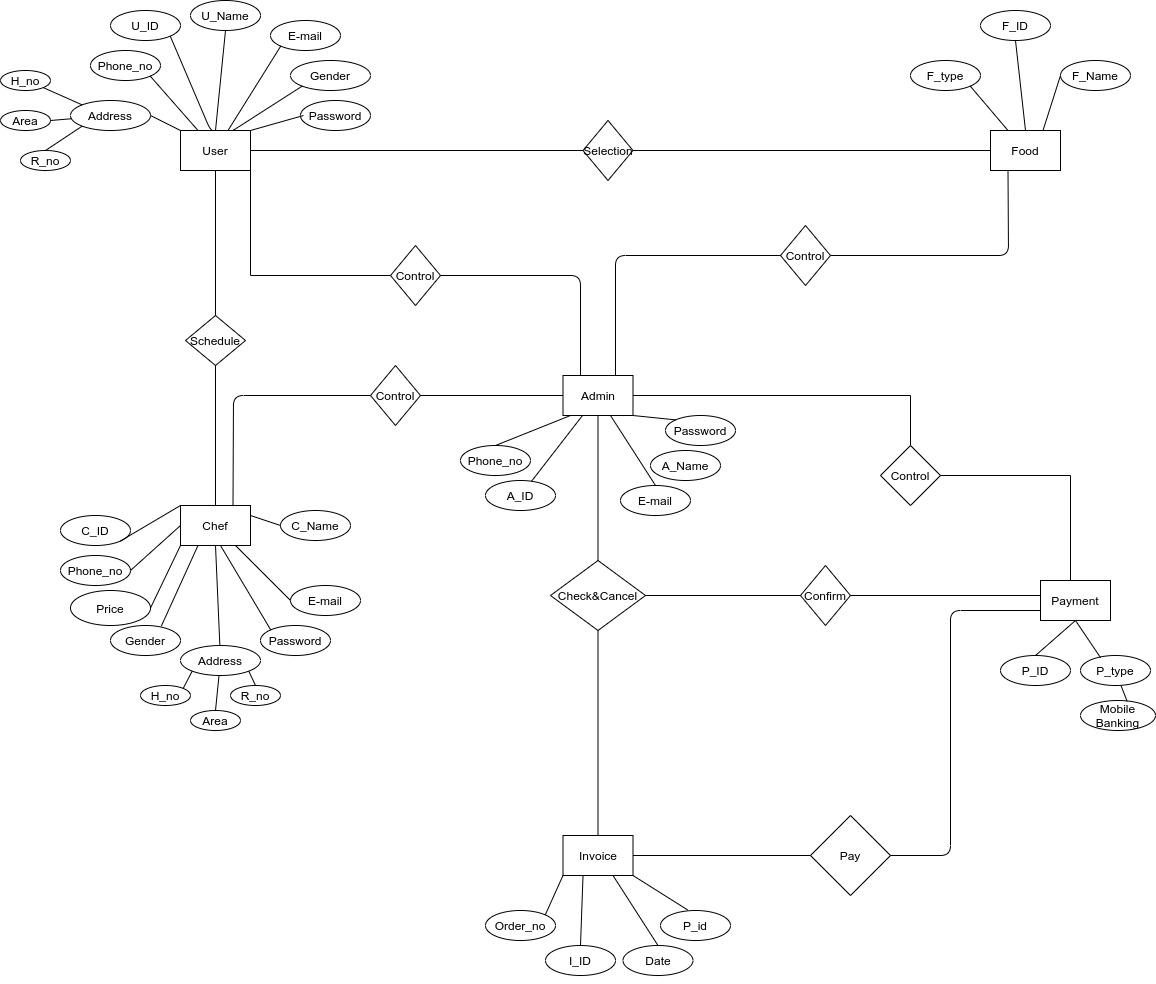 U_Name
U_ID
F_ID
E-mail
Phone_no
Gender
F_type
F_Name
H_no
Address
Password
Area
User
Selection
Food
R_no
Control
Control
Schedule
Control
Admin
Password
Phone_no
A_Name
Control
A_ID
E-mail
C_ID
Chef
C_Name
Phone_no
Check&Cancel
Confirm
Payment
E-mail
Price
Gender
Password
Address
P_ID
P_type
H_no
R_no
Mobile
Banking
Area
Invoice
Pay
Order_no
P_id
I_ID
Date